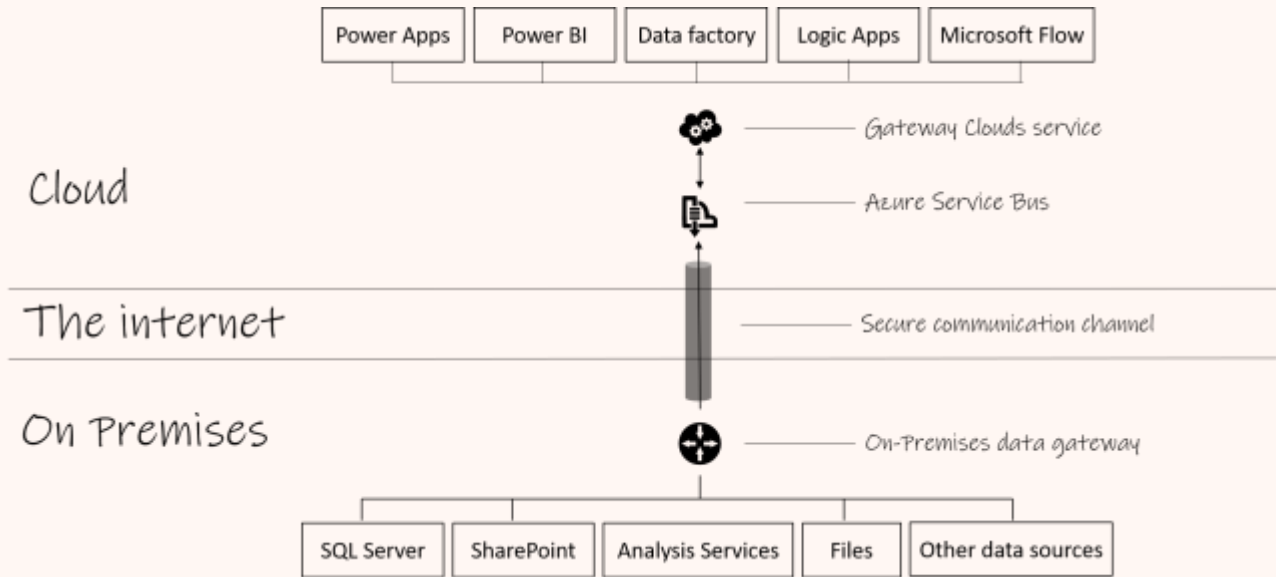 Power Apps
Power BI
Data factory
Logic Apps
Microsoft Flow
Gateway Clouds service
Cloud
Azure Service Bus
The internet
Secure communication channel
On Premises
On-Premises data gateway
SQL Server
SharePoint
Analysis Services
Files
Other data sources